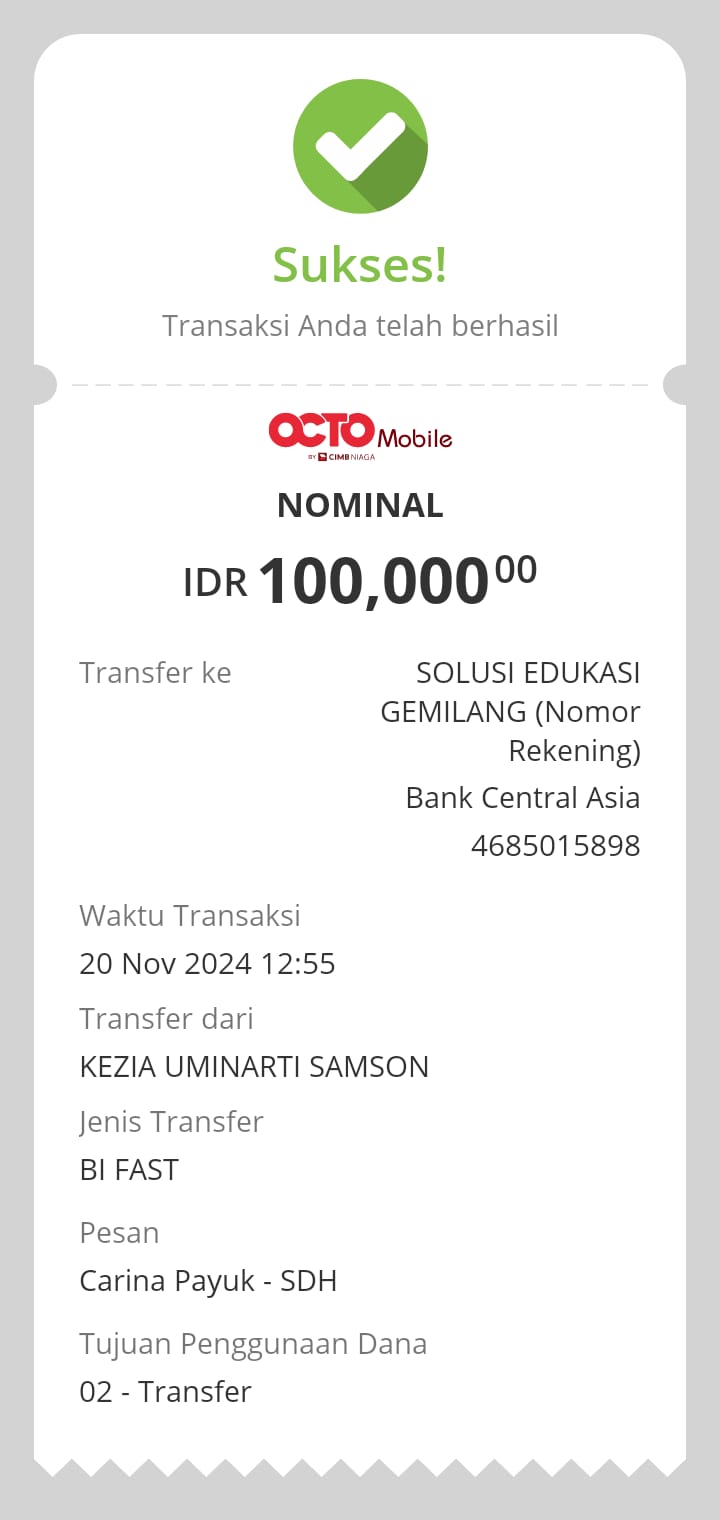 Sukses!
Transaksi Anda telah berhasil
OCTO Mobile
BY CIMB NIAGA
NOMINAL
IDR 100,00000
Transfer ke
SOLUSI EDUKASI
GEMILANG (Nomor
Rekening)
Bank Central Asia
4685015898
Waktu Transaksi
20 Nov 2024 12:55
Transfer dari
KEZIA UMINARTI SAMSON
Jenis Transfer
BI FAST
Pesan
Carina Payuk - SDH
Tujuan Penggunaan Dana
02 - Transfer